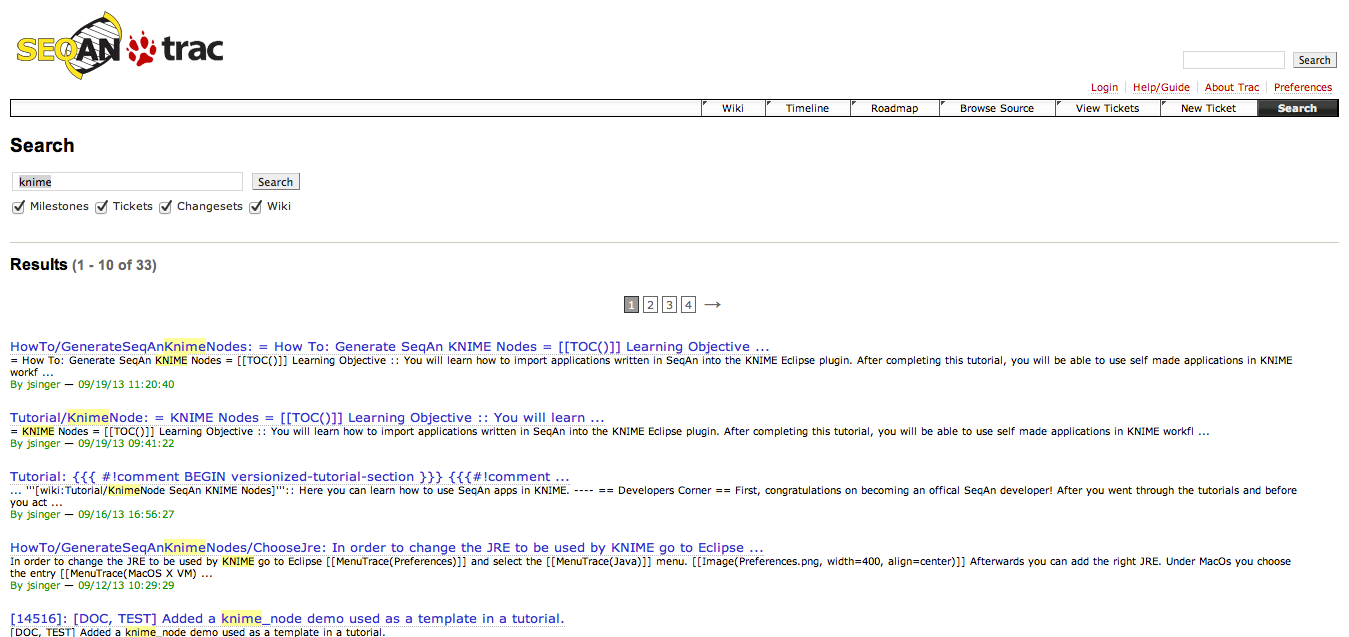 SEQAN trac
Search
Login Help/Guide About Trac Preferences
Wiki Timeline Roadmap Browse Source View Tickets New Ticket Search
Search
knime Search
Milestones Tickets Changesets Wiki
Results (1 - 10 of 33)
1 2 3 4 →
HowTo/GenerateSeqAnKnimeNodes: = How To: Generate SeqAn KNIME Nodes = [[TOC()]] Learning Objective ...
= How To: Generate SeqAn KNIME Nodes = [[TOC()]] Learning Objective :: You will learn how to import applications written in SeqAn into the KNIME Eclipse plugin. After completing this tutorial, you will be able to use self made applications in KNIME
workf ...
By jsinger — 09/19/13 11:20:40
Tutorial/KnimeNode: = KNIME Nodes = [[TOC()]] Learning Objective :: You will learn ...
= KNIME Nodes = [[TOC()]] Learning Objective :: You will learn how to import applications written in SeqAn into the KNIME Eclipse plugin. After completing this tutorial, you will be able to use self made applications in KNIME workfl ...
By jsinger — 09/19/13 09:41:22
Tutorial: {{{ #!comment BEGIN versionized-tutorial-section }}} {{{#!comment ...
... '''[wiki:Tutorial/KnimeNode SeqAn KNIME Nodes]''':: Here you can learn how to use SeqAn apps in KNIME. ---- == Developers Corner == First, congratulations on becoming an offical SeqAn developer! After you went through the tutorials and before
you act ...
By jsinger — 09/16/13 16:56:27
HowTo/GenerateSeqAnKnimeNodes/ChooseJre: In order to change the JRE to be used by KNIME go to Eclipse ...
In order to change the JRE to be used by KNIME go to Eclipse [[MenuTrace(Preferences)]] and select the [[MenuTrace(Java)]] menu. [[Image(Preferences.png, width=400, align=center)]] Afterwards you can add the right JRE. Under MacOs you choose
the entry [[MenuTrace(MacOS X VM) ...
By jsinger — 09/12/13 10:29:29
[14516]: [DOC, TEST] Added a knime_node demo used as a template in a tutorial.
[DOC, TEST] Added a knime_node demo used as a template in a tutorial.